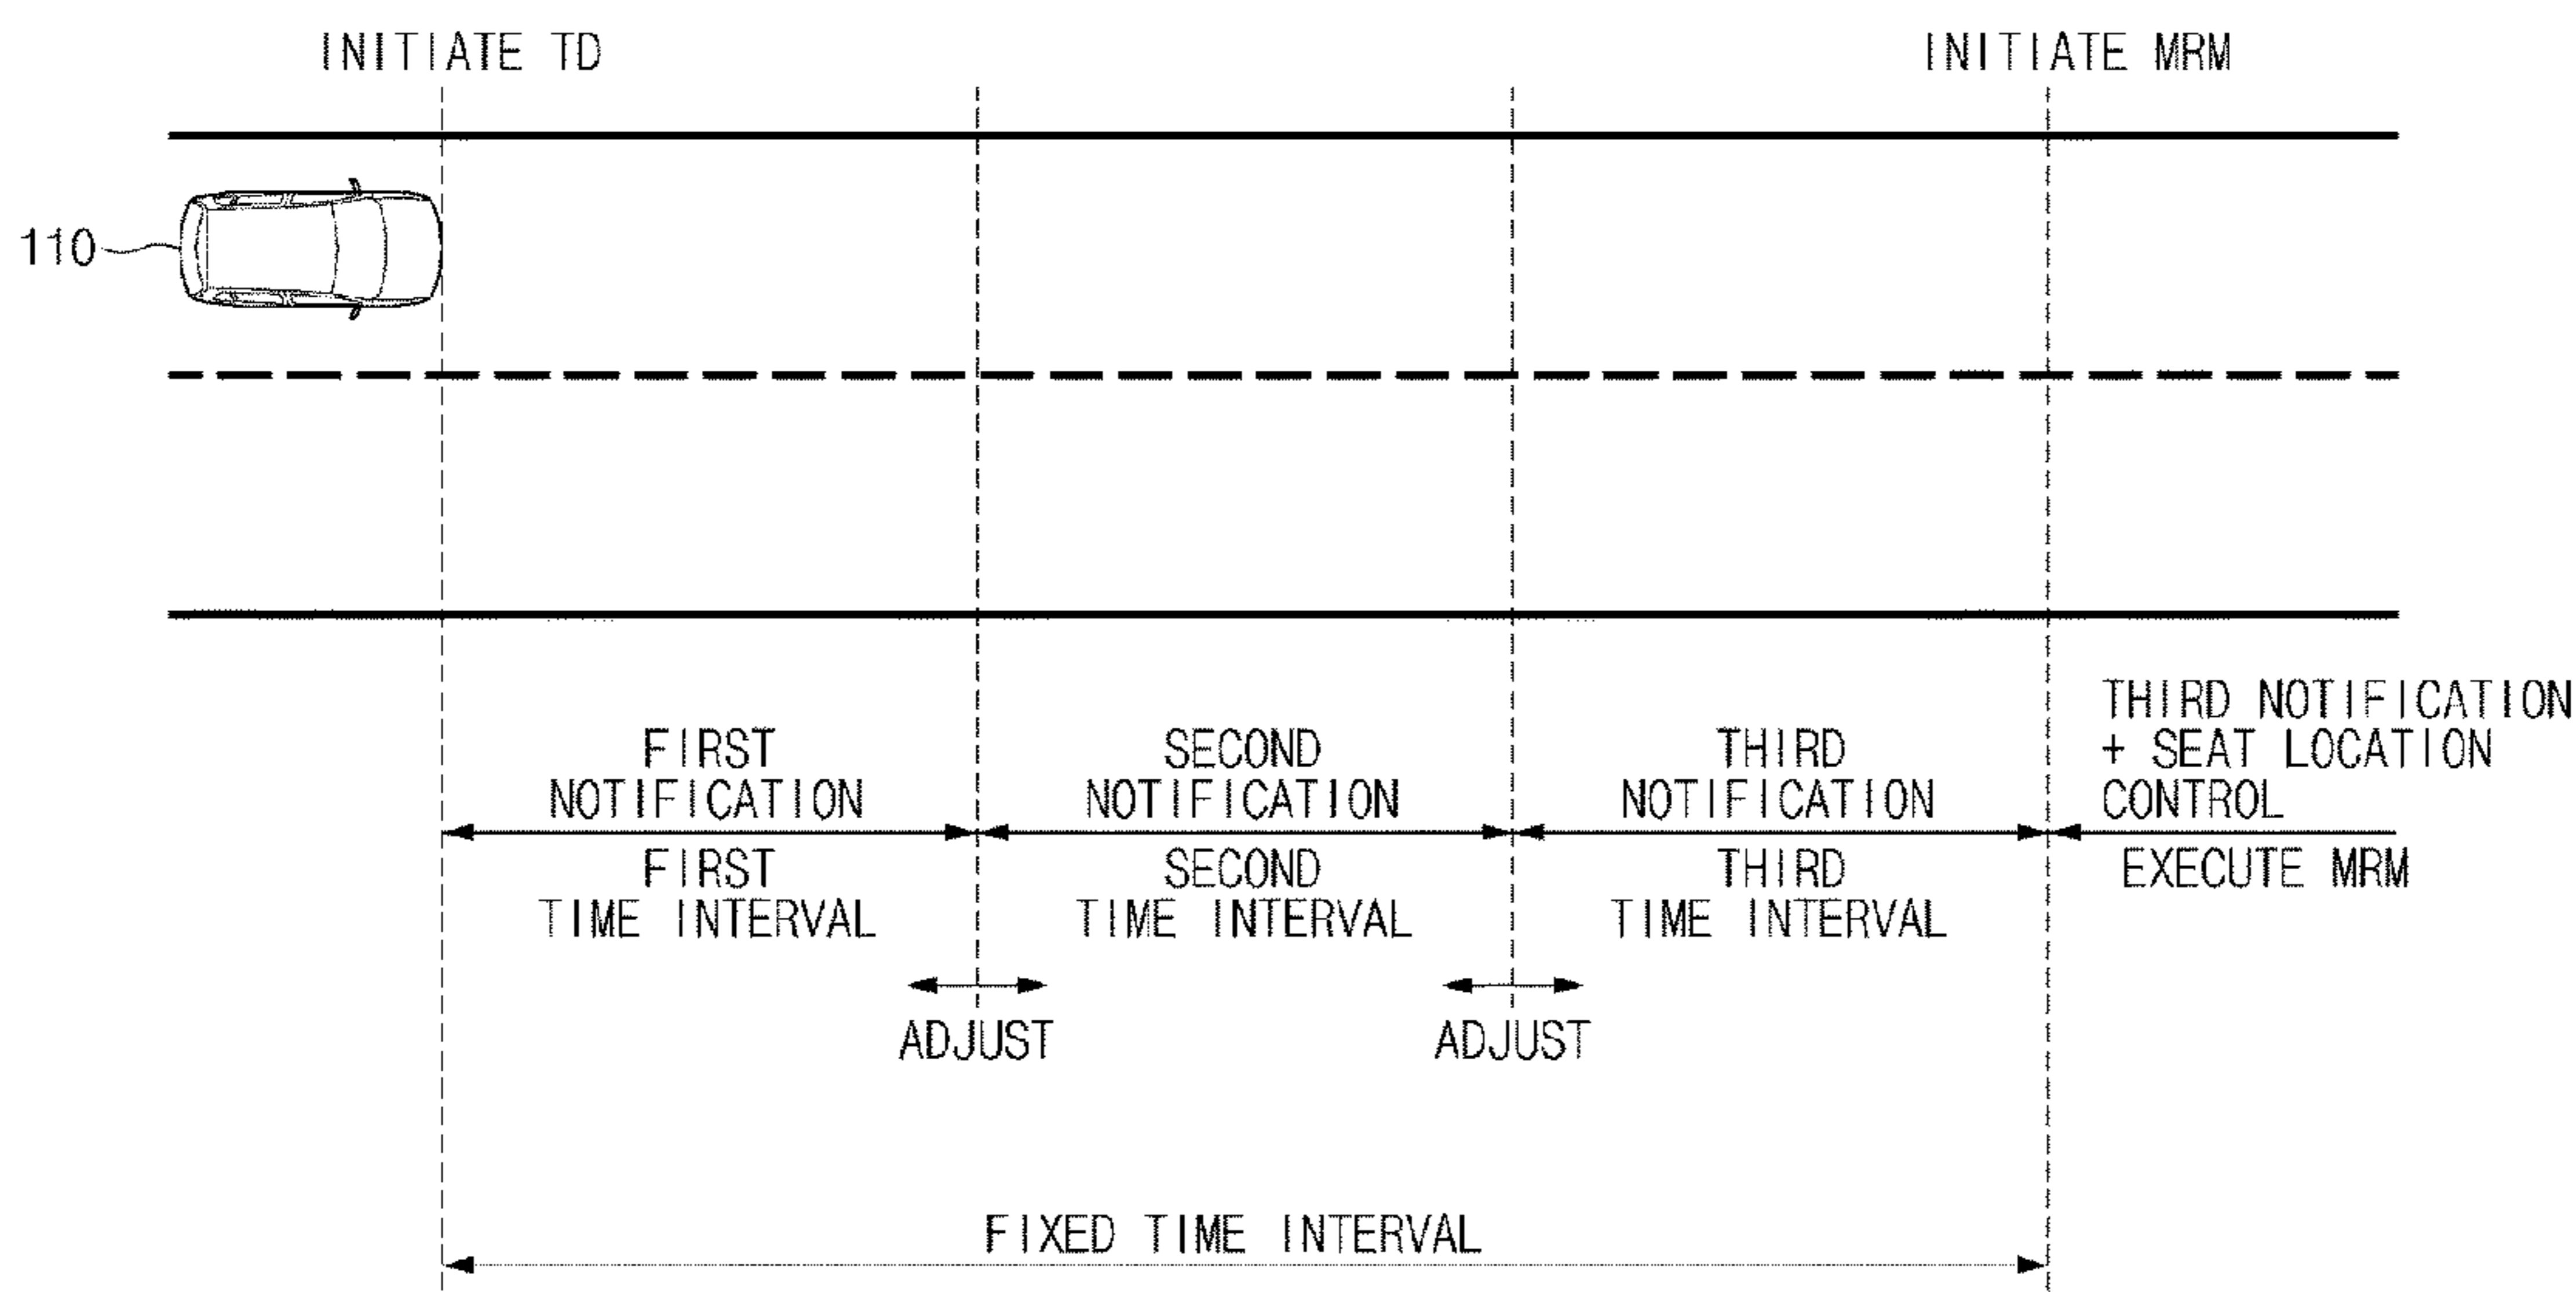 INITIATE TD
INITIATE MRM
110
FIRST
NOTIFICATION
SECOND
NOTIFICATION
THIRD
NOTIFICATION
THIRD NOTIFICATION
+ SEAT LOCATION
CONTROL
FIRST
TIME INTERVAL
SECOND
TIME INTERVAL
THIRD
TIME INTERVAL
EXECUTE MRM
ADJUST
ADJUST
FIXED TIME INTERVAL